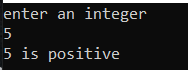 enter an integer
5
5 is positive